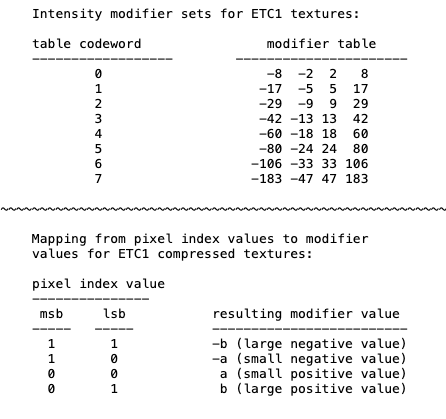 Intensity modifier sets for ETC1 textures:
table codeword modifier table
------------------ ----------------------
0 -8 -2 2 8
1 -17 -5 5 17
2 -29 -9 9 29
3 -42 -13 13 42
4 -60 -18 18 60
5 -80 -24 24 80
6 -106 -33 33 106
7 -183 -47 47 183
Mapping from pixel index values to modifier
values for ETC1 compressed textures:
pixel index value
---------------
msb lsb resulting modifier value
----- ----- -------------------------
1 1 -b (large negative value)
1 0 -a (small negative value)
0 0 a (small positive value)
0 1 b (large positive value)